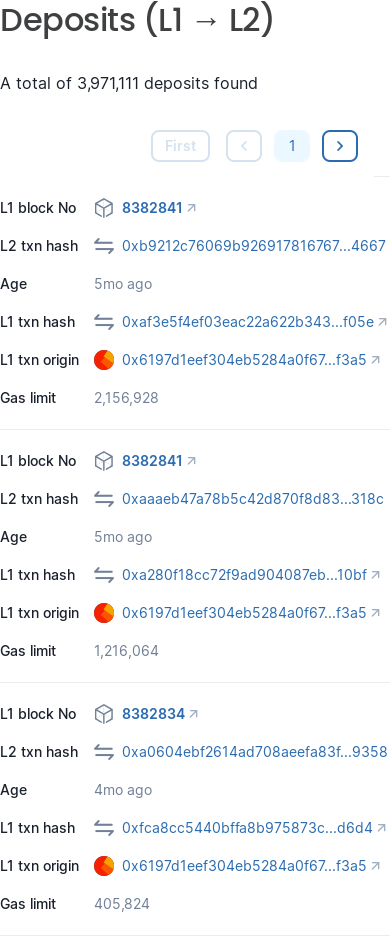 Deposits (L1 → L2)
A total of 3,971,111 deposits found
First 1
L1 block No 8382841
L2 txn hash 0xb9212c76069b926917816767...4667
Age 5mo ago
L1 txn hash 0xaf3e5f4ef03eac22a622b343...f05e
L1 txn origin 0x6197d1eef304eb5284a0f67...f3a5
Gas limit 2,156,928
L1 block No 8382841
L2 txn hash 0xaaaeb47a78b5c42d870f8d83...318c
Age 5mo ago
L1 txn hash 0xa280f18cc72f9ad904087eb...10bf
L1 txn origin 0x6197d1eef304eb5284a0f67...f3a5
Gas limit 1,216,064
L1 block No 8382834
L2 txn hash 0xa0604ebf2614ad708aeefa83f...9358
Age 4mo ago
L1 txn hash 0xfca8cc5440bffa8b975873c...d6d4
L1 txn origin 0x6197d1eef304eb5284a0f67...f3a5
Gas limit 405,824